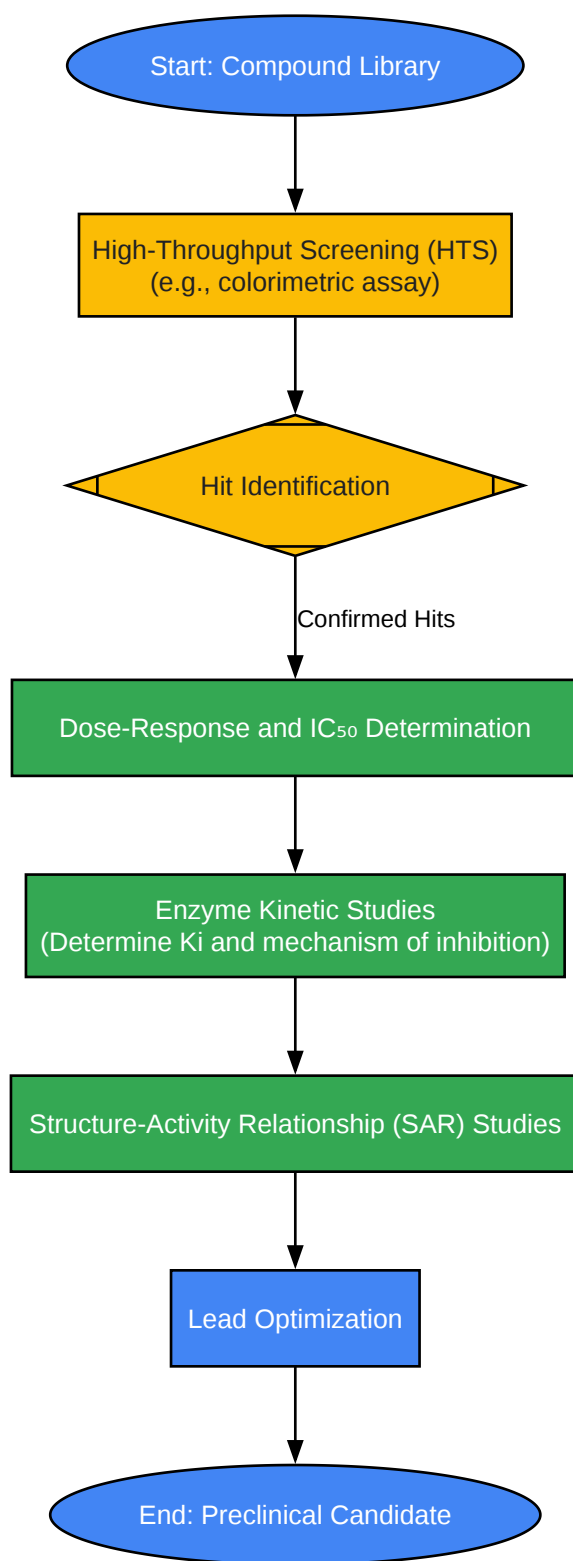 Start: Compound Library
High-Throughput Screening (HTS)
(e.g., colorimetric assay)
Hit Identification
Confirmed Hits
Dose-Response and IC₅₀ Determination
Enzyme Kinetic Studies
(Determine Ki and mechanism of inhibition)
Structure-Activity Relationship (SAR) Studies
Lead Optimization
End: Preclinical Candidate